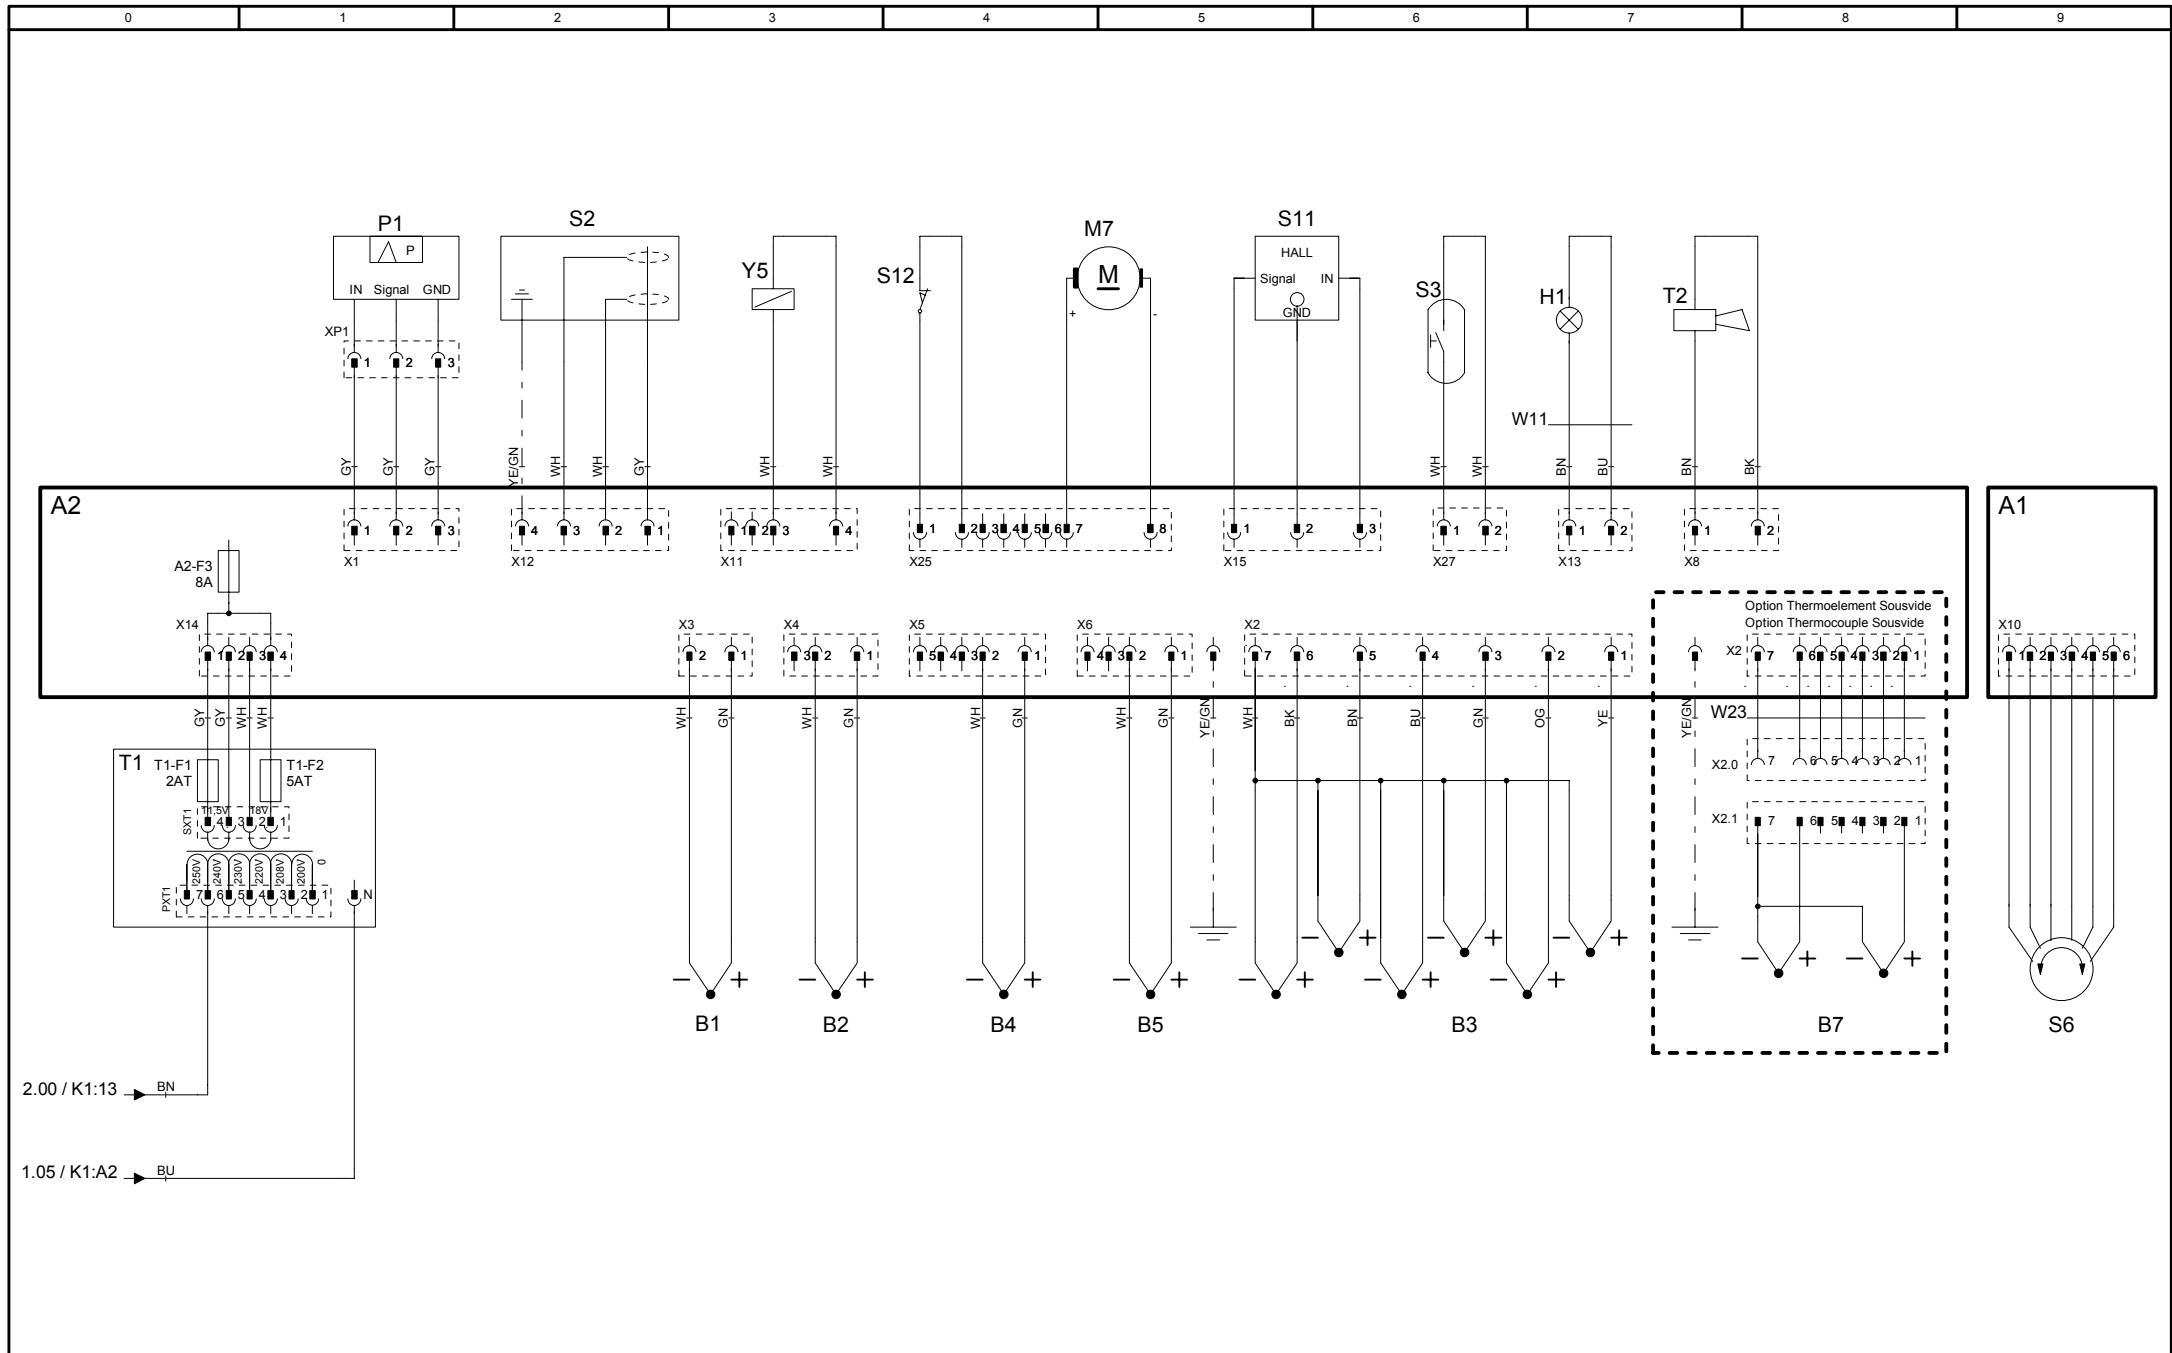 0 1 2 3 4 5 6 7 8 9
P1 S2 Y5 S12 M7 S11 S3 H1 T2
P
M
HALL
IN Signal GND
Signal IN
GND
+ -
XP1
1 2 3
W11
GY GY GY YE/GN WH WH GY WH WH WH WH BN BU BN BK
A2
A1
1 2 3
4 3 2 1
1 2 3 4
1 2 3 4 5 6 7 8
1 2 3
1 2
1 2
1 2
X1 X12 X11 X25 X15 X27 X13 X8
A2-F3
8A
Option Thermoelement Sousvide
Option Thermocouple Sousvide
X14 X3 X4 X5 X6 X2 X2 X10
1 2 3 4
2 1
3 2 1
5 4 3 2 1
4 3 2 1
7 6 5 4 3 2 1
7 6 5 4 3 2 1
1 2 3 4 5 6
GY GY WH WH WH GN WH GN WH GN WH GN YE/GN WH BK BN BU GN OG YE YE/GN
W23
T1
T1-F1
2AT
T1-F2
5AT
X2.0
7 6 5 4 3 2 1
SXT1
11,5V 18V
4 3 2 1
X2.1
7 6 5 4 3 2 1
250V 240V 230V 220V 208V 200V 0
PXT1
7 6 5 4 3 2 1 N
− + − + − +
− + − +
− + − + − + − + − + − + − +
B1 B2 B4 B5 B3 B7 S6
2.00 / K1:13 BN
1.05 / K1:A2 BU